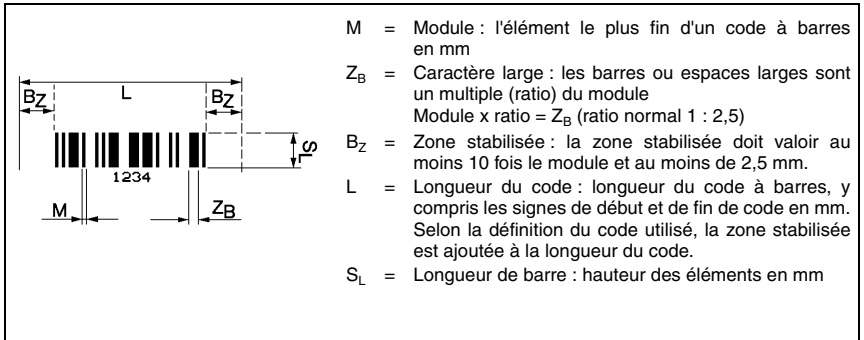 L
BZ
BZ
SL
1234
M
ZB
M = Module : l'élément le plus fin d'un code à barres
en mm
ZB = Caractère large : les barres ou espaces larges sont
un multiple (ratio) du module
Module x ratio = ZB (ratio normal 1 : 2,5)
BZ = Zone stabilisée : la zone stabilisée doit valoir au
moins 10 fois le module et au moins de 2,5 mm.
L = Longueur du code : longueur du code à barres, y
compris les signes de début et de fin de code en mm.
Selon la définition du code utilisé, la zone stabilisée
est ajoutée à la longueur du code.
SL = Longueur de barre : hauteur des éléments en mm